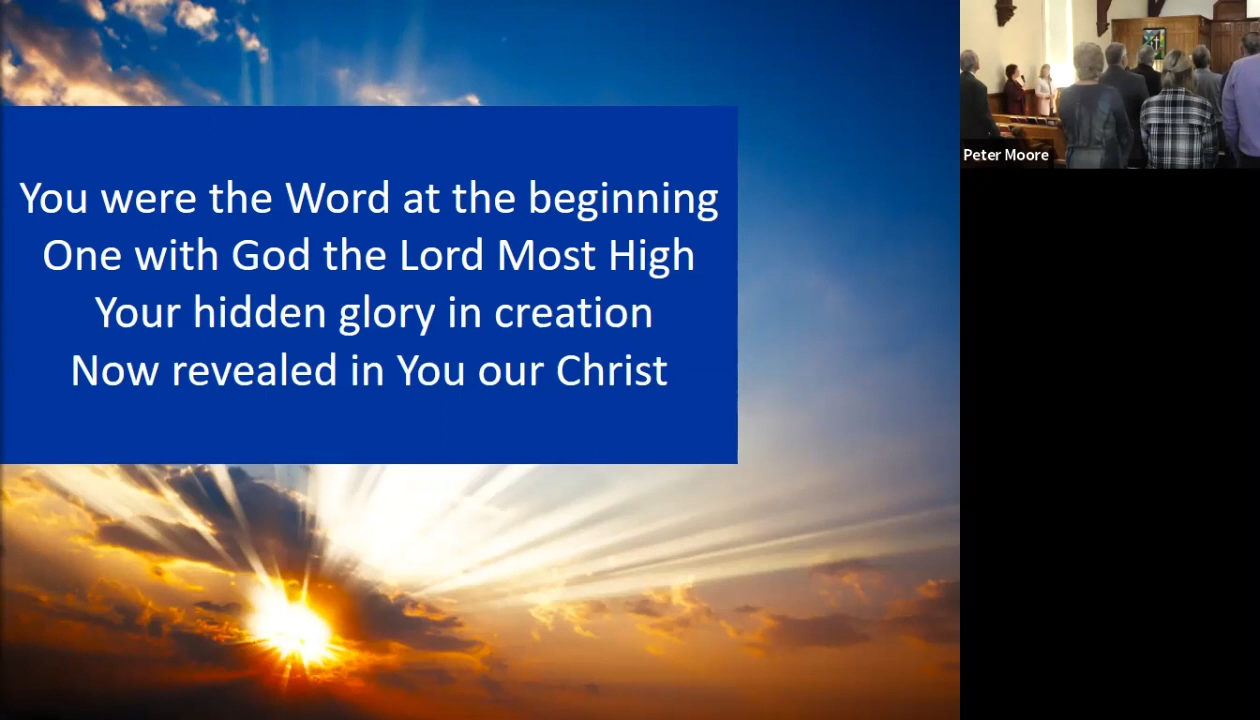 You were the Word at the beginning
One with God the Lord Most High
Your hidden glory in creation
Now revealed in You our Christ
Peter Moore